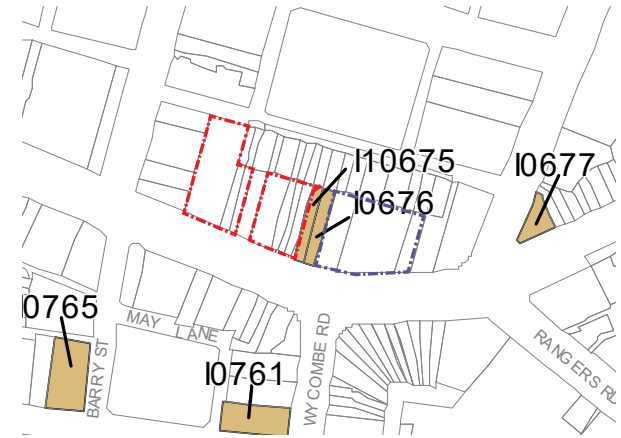 I10675
I0677
I0676
I0765
MAY LANE
WYCOMBE RD
RANGERS RD
BARRY ST
I0761